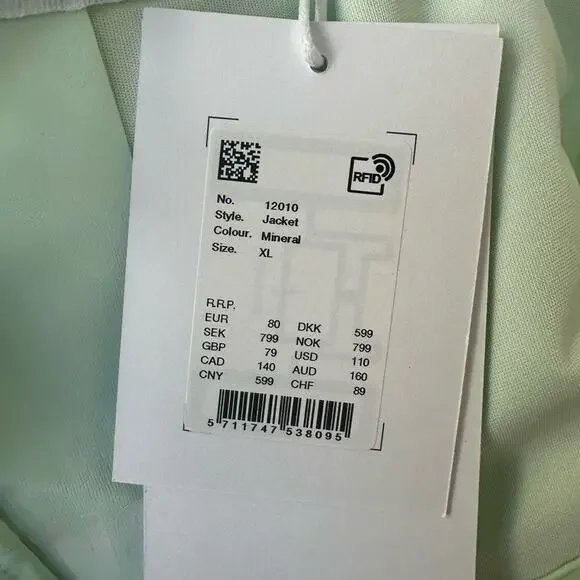 RFID
No. 12010
Style. Jacket
Colour. Mineral
Size. XL
R.R.P.
EUR 80 DKK 599
SEK 799 NOK 799
GBP 79 USD 110
CAD 140 AUD 160
CNY 599 CHF 89
5 711747 538095